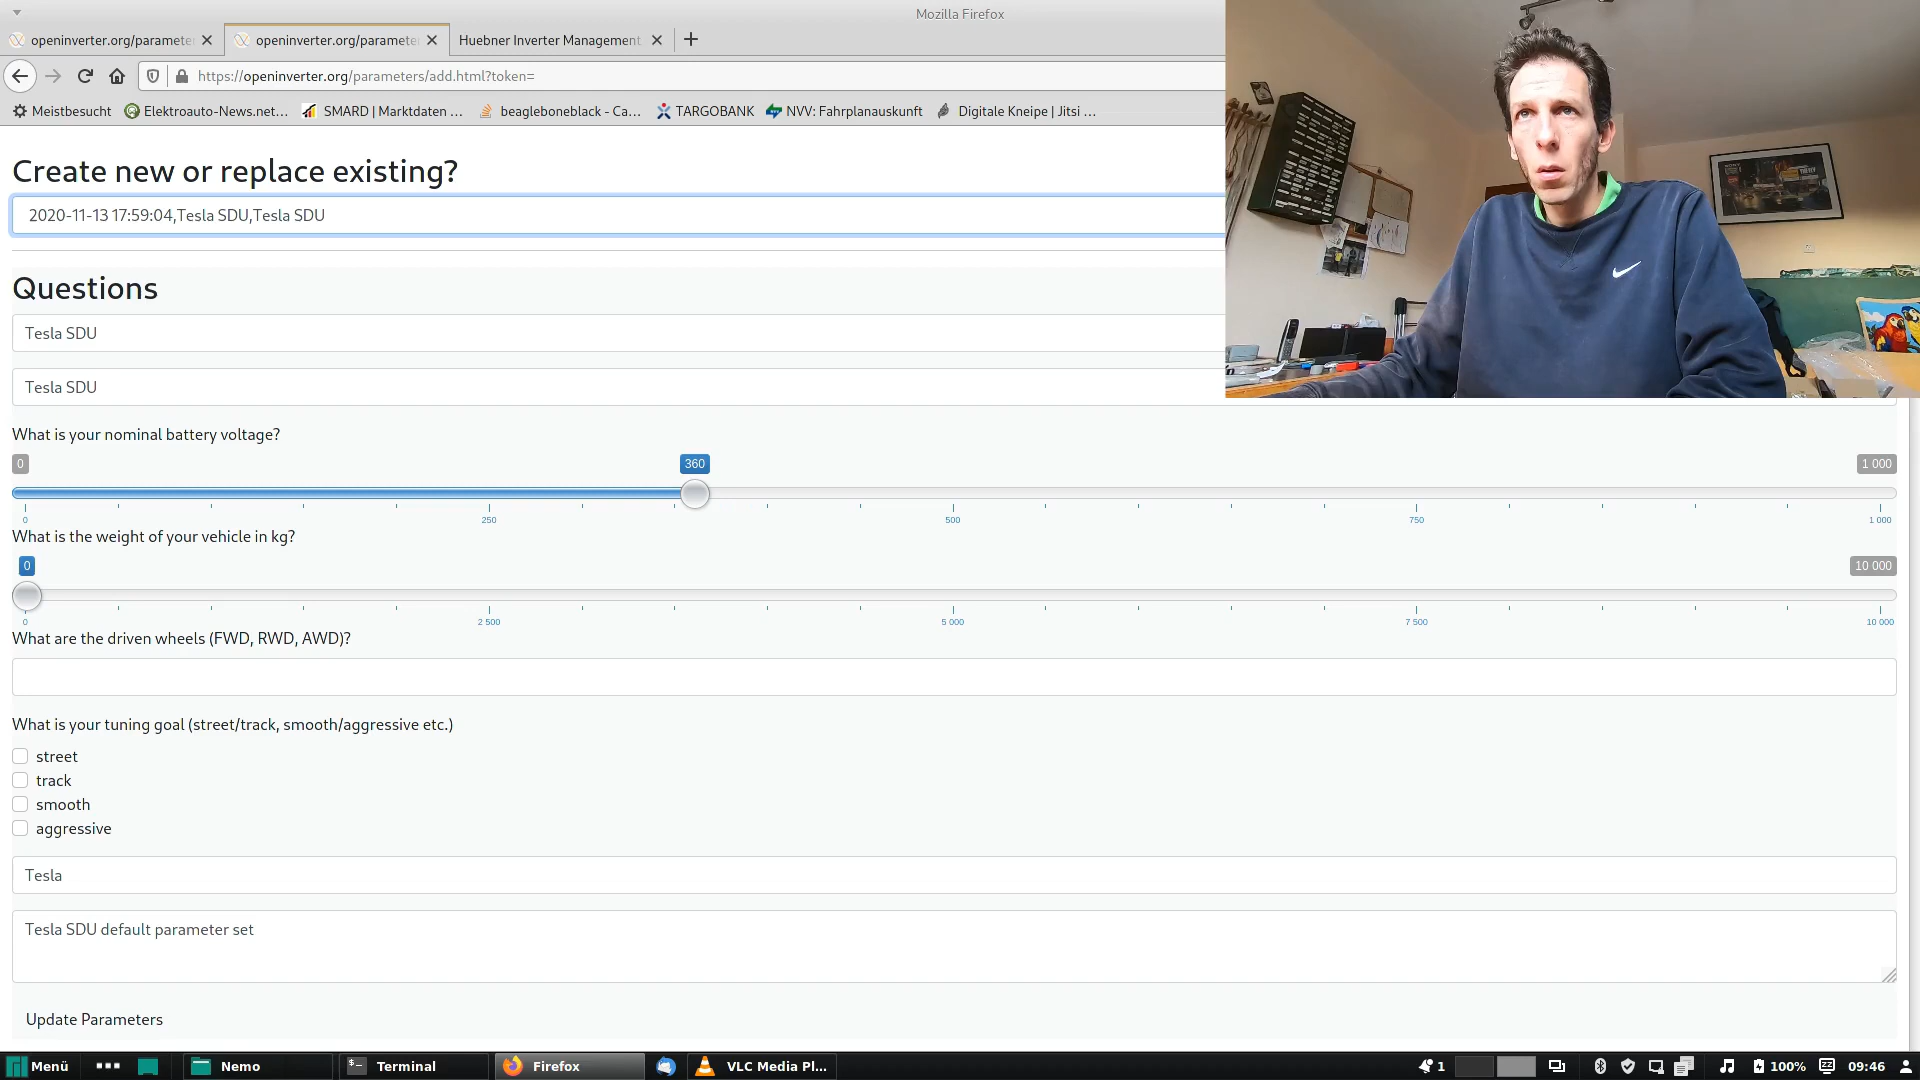 Mozilla Firefox
openinverter.org/paramete
openinverter.org/paramete
Huebner Inverter Management
https://openinverter.org/parameters/add.html?token=
Meistbesucht
Elektroauto-News.net...
SMARD | Marktdaten ...
beagleboneblack - Ca...
TARGOBANK
NVV: Fahrplanauskunft
Digitale Kneipe | Jitsi ...
Create new or replace existing?
2020-11-13 17:59:04,Tesla SDU,Tesla SDU
Questions
Tesla SDU
Tesla SDU
What is your nominal battery voltage?
0 360 1 000
0 250 500 750 1 000
What is the weight of your vehicle in kg?
0 10 000
0 2 500 5 000 7 500 10 000
What are the driven wheels (FWD, RWD, AWD)?
What is your tuning goal (street/track, smooth/aggressive etc.)
street
track
smooth
aggressive
Tesla
Tesla SDU default parameter set
Update Parameters
Menü
Nemo
Terminal
Firefox
VLC Media Pl...
1
100%
09:46